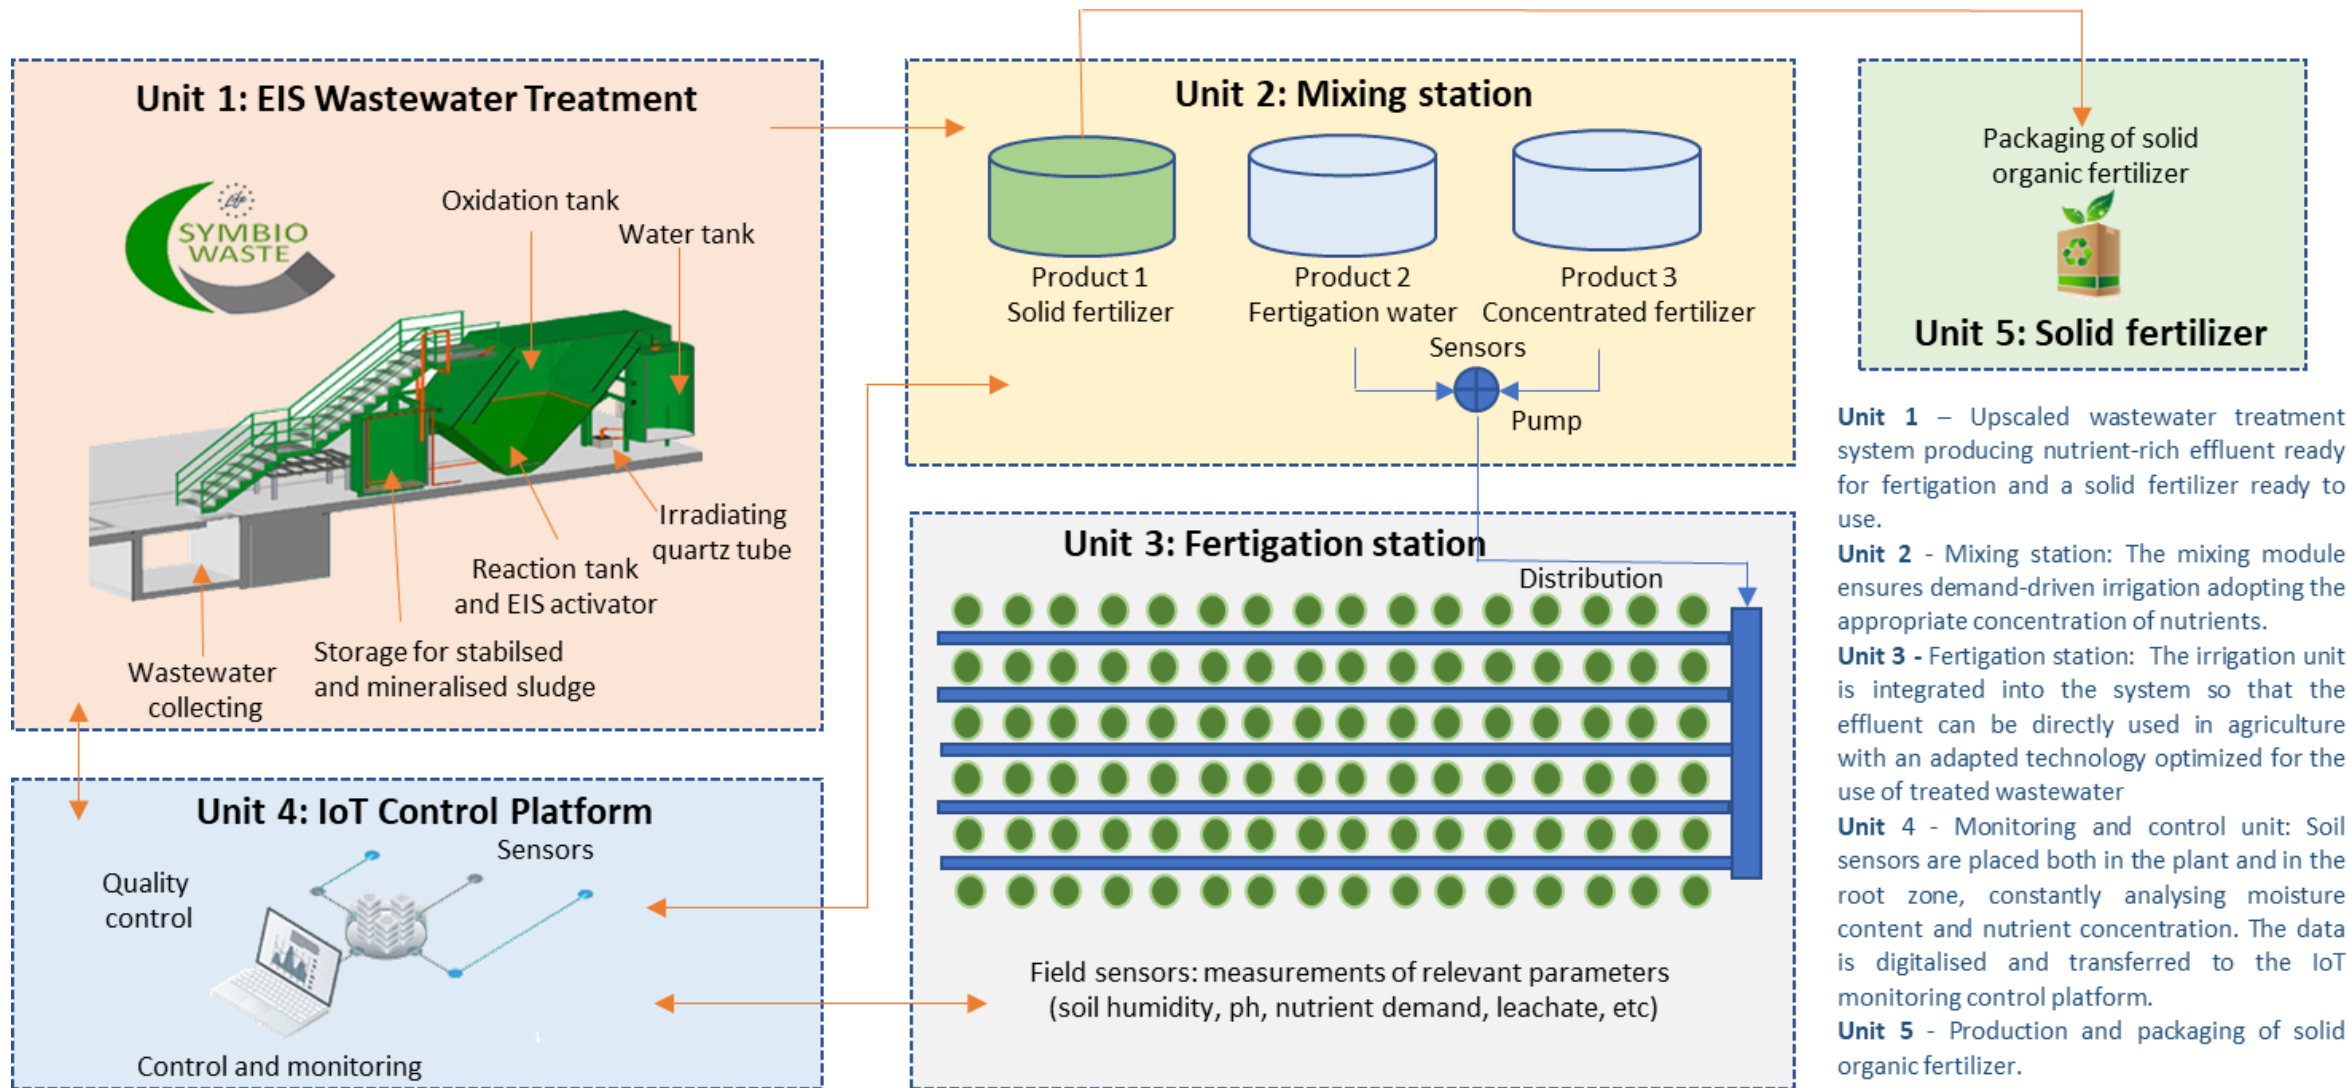 Unit 1: EIS Wastewater Treatment
Life
SYMBIO
WASTE
Oxidation tank
Water tank
Irradiating
quartz tube
Reaction tank
and EIS activator
Storage for stabilsed
and mineralised sludge
Wastewater
collecting
Unit 2: Mixing station
Product 1
Solid fertilizer
Product 2
Fertigation water
Product 3
Concentrated fertilizer
Sensors
Pump
Unit 3: Fertigation station
Distribution
Field sensors: measurements of relevant parameters
(soil humidity, ph, nutrient demand, leachate, etc)
Unit 4: IoT Control Platform
Sensors
Quality
control
Control and monitoring
Packaging of solid
organic fertilizer
Unit 5: Solid fertilizer
Unit 1 – Upscaled wastewater treatment
system producing nutrient-rich effluent ready
for fertigation and a solid fertilizer ready to
use.
Unit 2 - Mixing station: The mixing module
ensures demand-driven irrigation adopting the
appropriate concentration of nutrients.
Unit 3 - Fertigation station: The irrigation unit
is integrated into the system so that the
effluent can be directly used in agriculture
with an adapted technology optimized for the
use of treated wastewater
Unit 4 - Monitoring and control unit: Soil
sensors are placed both in the plant and in the
root zone, constantly analysing moisture
content and nutrient concentration. The data
is digitalised and transferred to the IoT
monitoring control platform.
Unit 5 - Production and packaging of solid
organic fertilizer.